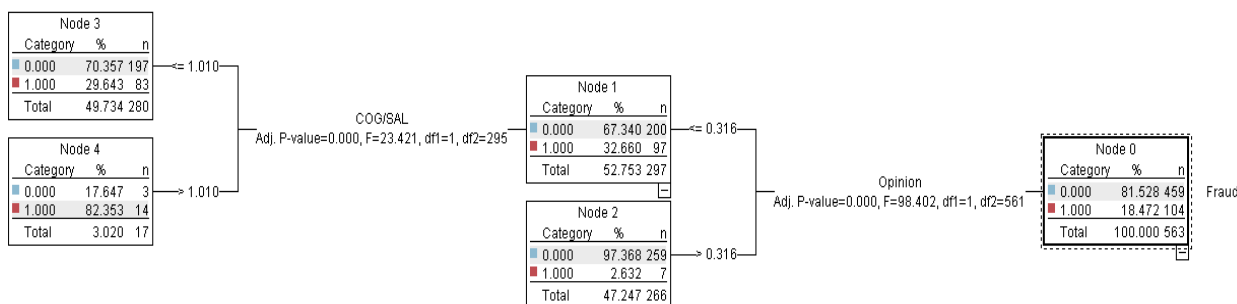 Node 3
Category % n
0.000 70.357 197
1.000 29.643 83
Total 49.734 280
<= 1.010
Node 4
Category % n
0.000 17.647 3
1.000 82.353 14
Total 3.020 17
> 1.010
COG/SAL
Adj. P-value=0.000, F=23.421, df1=1, df2=295
Node 1
Category % n
0.000 67.340 200
1.000 32.660 97
Total 52.753 297
<= 0.316
Node 2
Category % n
0.000 97.368 259
1.000 2.632 7
Total 47.247 266
> 0.316
Opinion
Adj. P-value=0.000, F=98.402, df1=1, df2=561
Node 0
Category % n
0.000 81.528 459
1.000 18.472 104
Total 100.000 563
Fraud